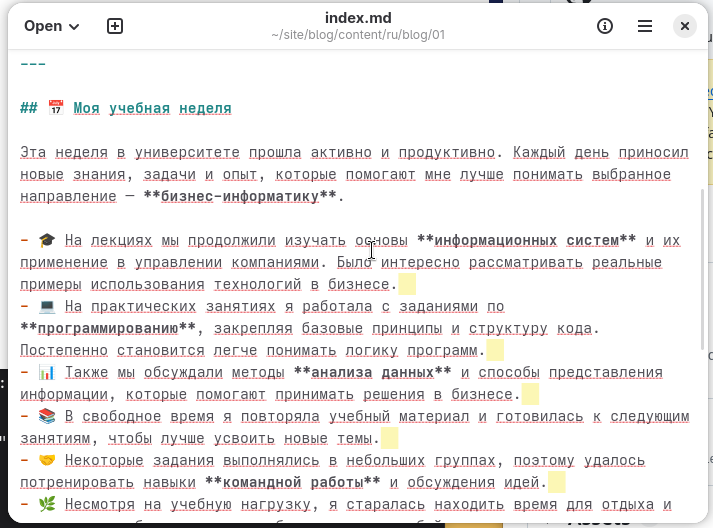 Open
index.md
~/site/blog/content/ru/blog/01
---
## 📅 Моя учебная неделя
Эта неделя в университете прошла активно и продуктивно. Каждый день приносил
новые знания, задачи и опыт, которые помогают мне лучше понимать выбранное
направление — **бизнес-информатику**.
- 🎓 На лекциях мы продолжили изучать основы **информационных систем** и их
применение в управлении компаниями. Было интересно рассматривать реальные
примеры использования технологий в бизнесе.
- 💻 На практических занятиях я работала с заданиями по
**программированию**, закрепляя базовые принципы и структуру кода.
Постепенно становится легче понимать логику программ.
- 📊 Также мы обсуждали методы **анализа данных** и способы представления
информации, которые помогают принимать решения в бизнесе.
- 📚 В свободное время я повторяла учебный материал и готовилась к следующим
занятиям, чтобы лучше усвоить новые темы.
- 🤝 Некоторые задания выполнялись в небольших группах, поэтому удалось
потренировать навыки **командной работы** и обсуждения идей.
- 🌿 Несмотря на учебную нагрузку, я старалась находить время для отдыха и